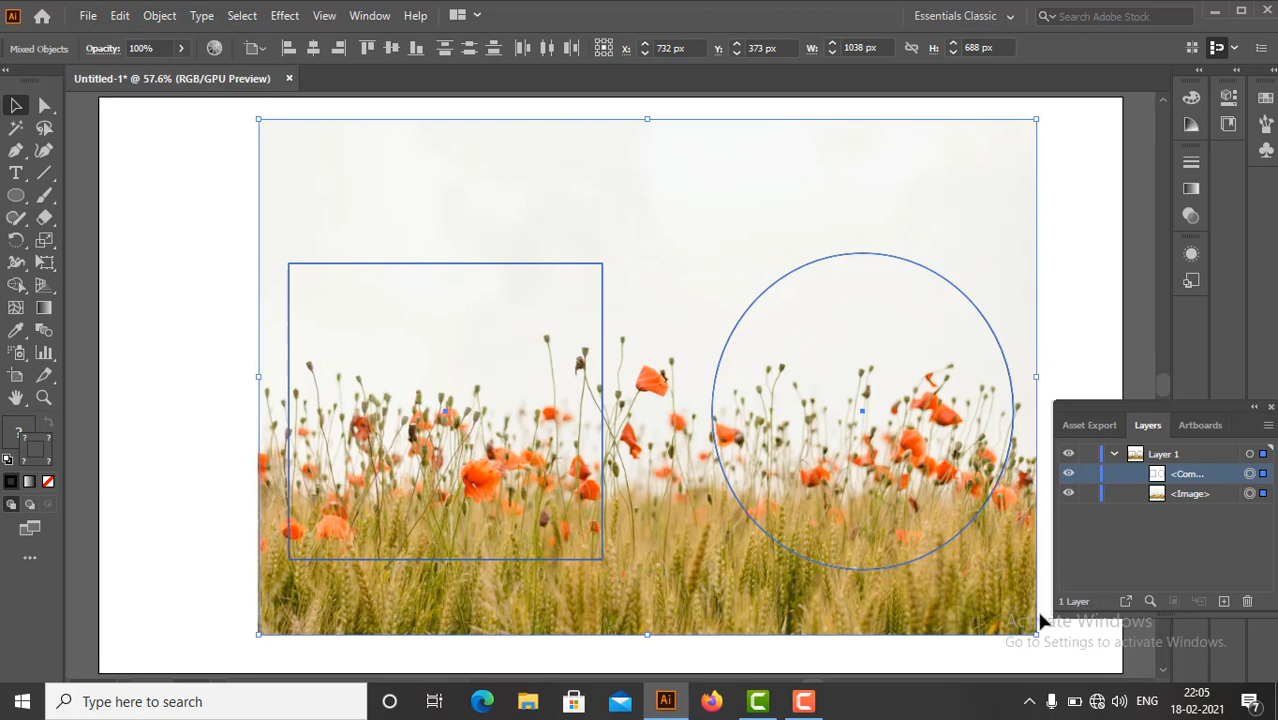 Ai File Edit Object Type Select Effect View Window Help Essentials Classic Search Adobe Stock
Mixed Objects Opacity: 100% X: 732 px Y: 373 px W: 1038 px H: 688 px
Untitled-1* @ 57.6% (RGB/GPU Preview)
Asset Export Layers Artboards
Layer 1
<Com...
<Image>
1 Layer
Activate Windows
Go to Settings to activate Windows.
Type here to search Ai ENG 22:05
18-02-2021 7